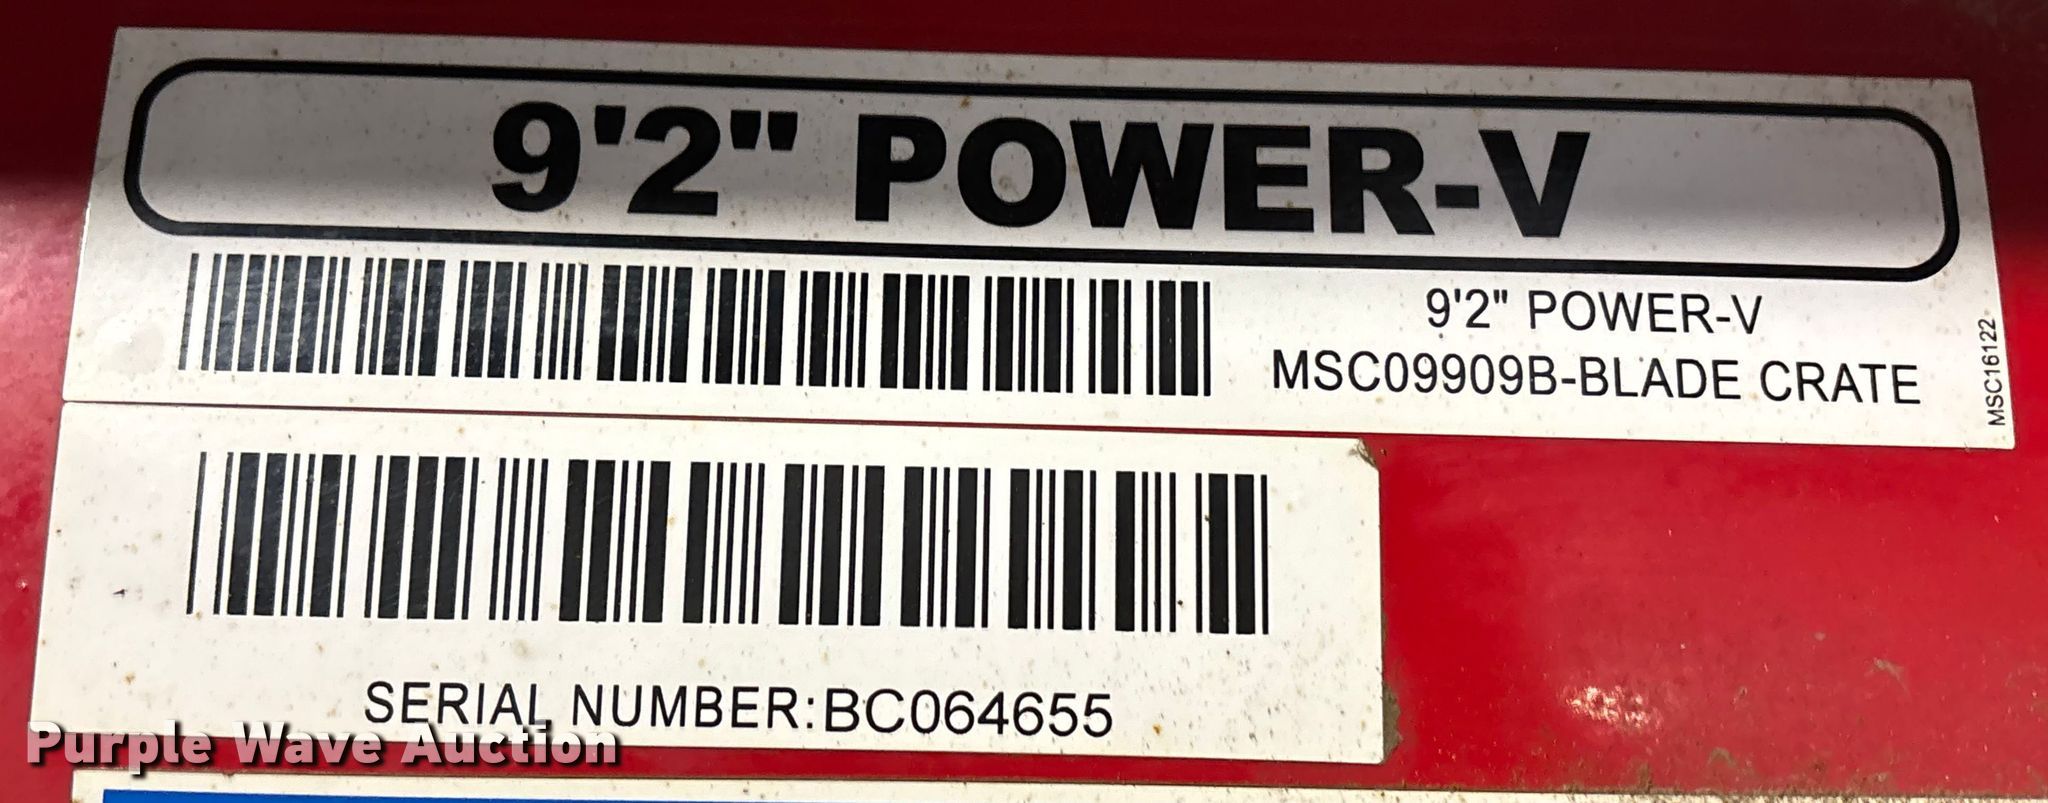 9'2" POWER-V
9'2" POWER-V
MSC09909B-BLADE CRATE
MSC16122
SERIAL NUMBER:BC064655
Purple Wave Auction